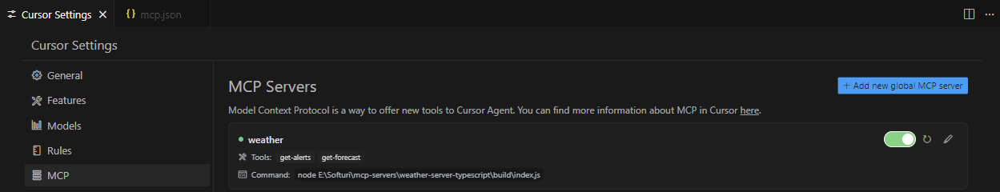 Cursor Settings
{} mcp.json
Cursor Settings
General
Features
Models
Rules
MCP
MCP Servers
+ Add new global MCP server
Model Context Protocol is a way to offer new tools to Cursor Agent. You can find more information about MCP in Cursor here.
weather
Tools: get-alerts get-forecast
Command: node E:\Softuri\mcp-servers\weather-server-typescript\build\index.js